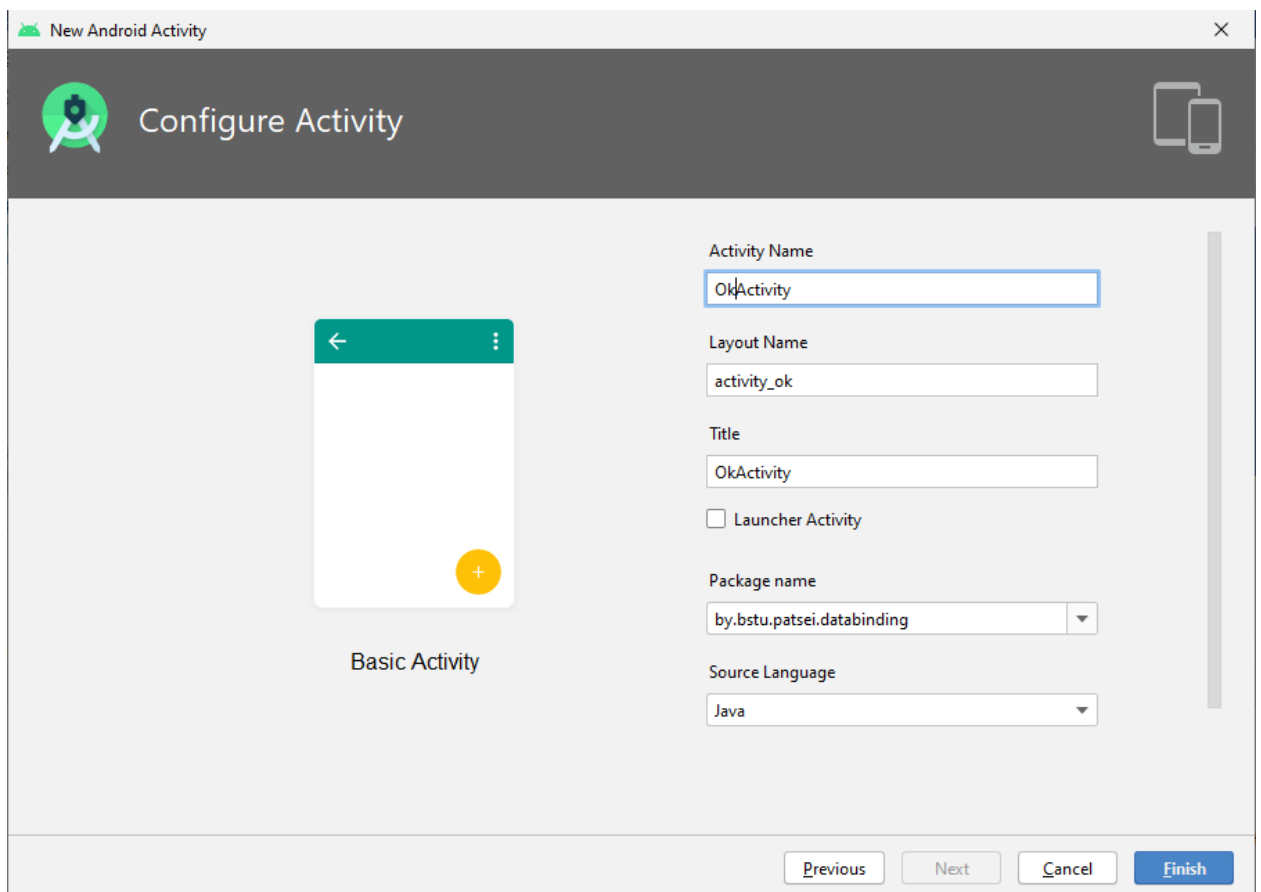 New Android Activity
Configure Activity
Activity Name
OkActivity
Layout Name
activity_ok
Title
OkActivity
Launcher Activity
Package name
by.bstu.patsei.databinding
Basic Activity
Source Language
Java
Previous
Next
Cancel
Finish